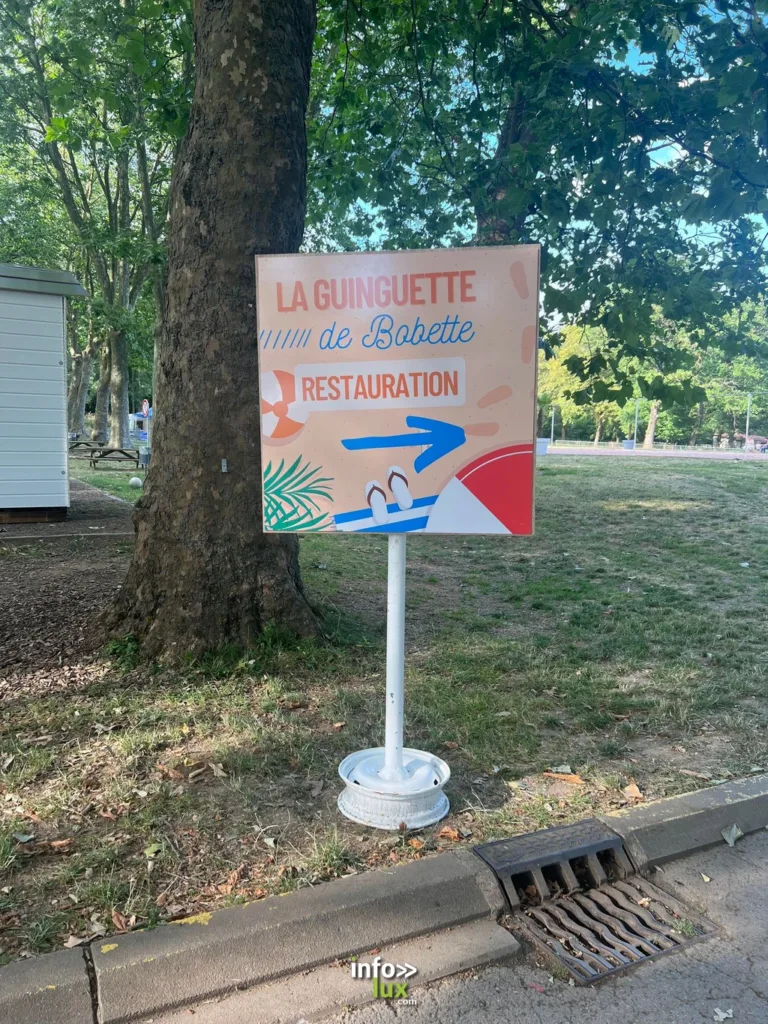 LA GUINGUETTE
de Bobette
RESTAURATION
info>>
lux
.com